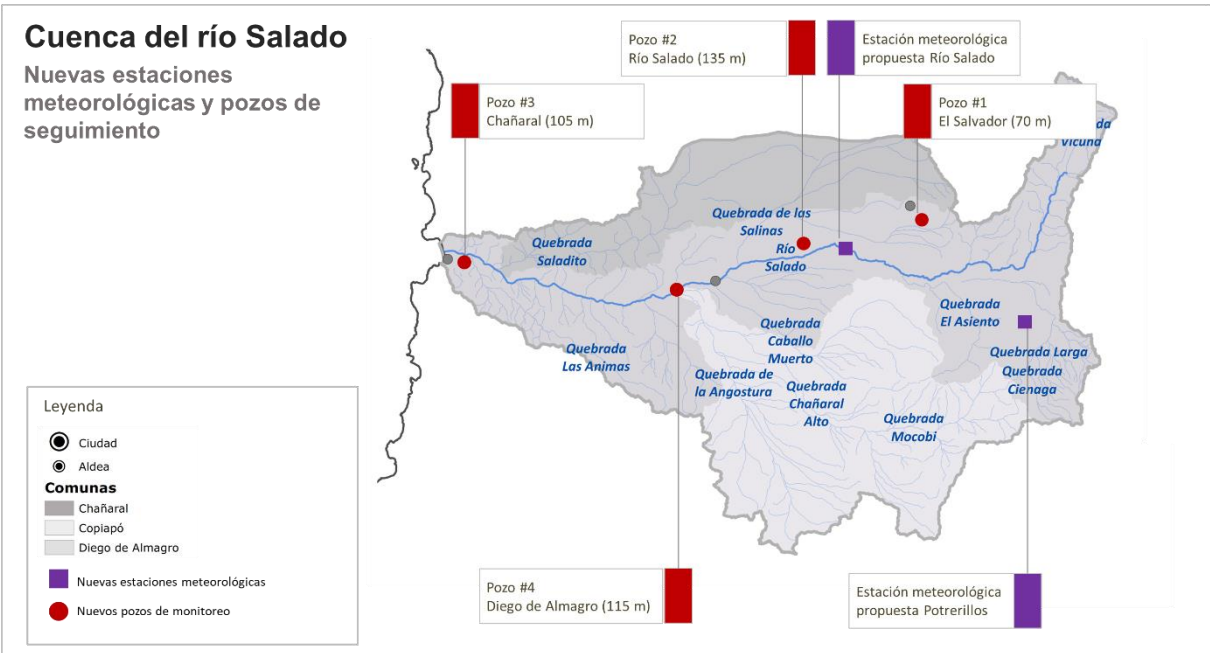 Cuenca del río Salado
Nuevas estaciones
meteorológicas y pozos de
seguimiento
Pozo #3
Chañaral (105 m)
Pozo #2
Río Salado (135 m)
Estación meteorológica
propuesta Río Salado
Pozo #1
El Salvador (70 m)
da
Vicuna
Quebrada de las
Salinas
Río
Salado
Quebrada
Saladito
Quebrada
El Asiento
Quebrada
Caballo
Muerto
Quebrada
Las Animas
Quebrada Larga
Quebrada
Cienaga
Quebrada de
la Angostura
Quebrada
Chañaral
Alto
Quebrada
Mocobi
Leyenda
Ciudad
Aldea
Comunas
Chañaral
Copiapó
Diego de Almagro
Nuevas estaciones meteorológicas
Nuevos pozos de monitoreo
Pozo #4
Diego de Almagro (115 m)
Estación meteorológica
propuesta Potrerillos